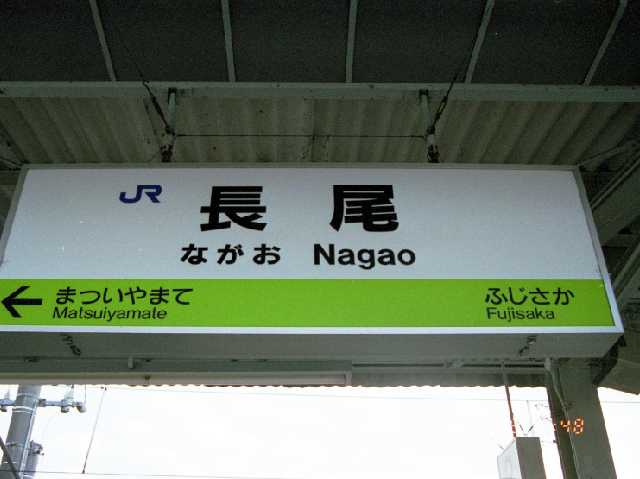 JR 長尾
ながお Nagao
← まついやまて ふじさか
Matsuiyamate Fujisaka
48